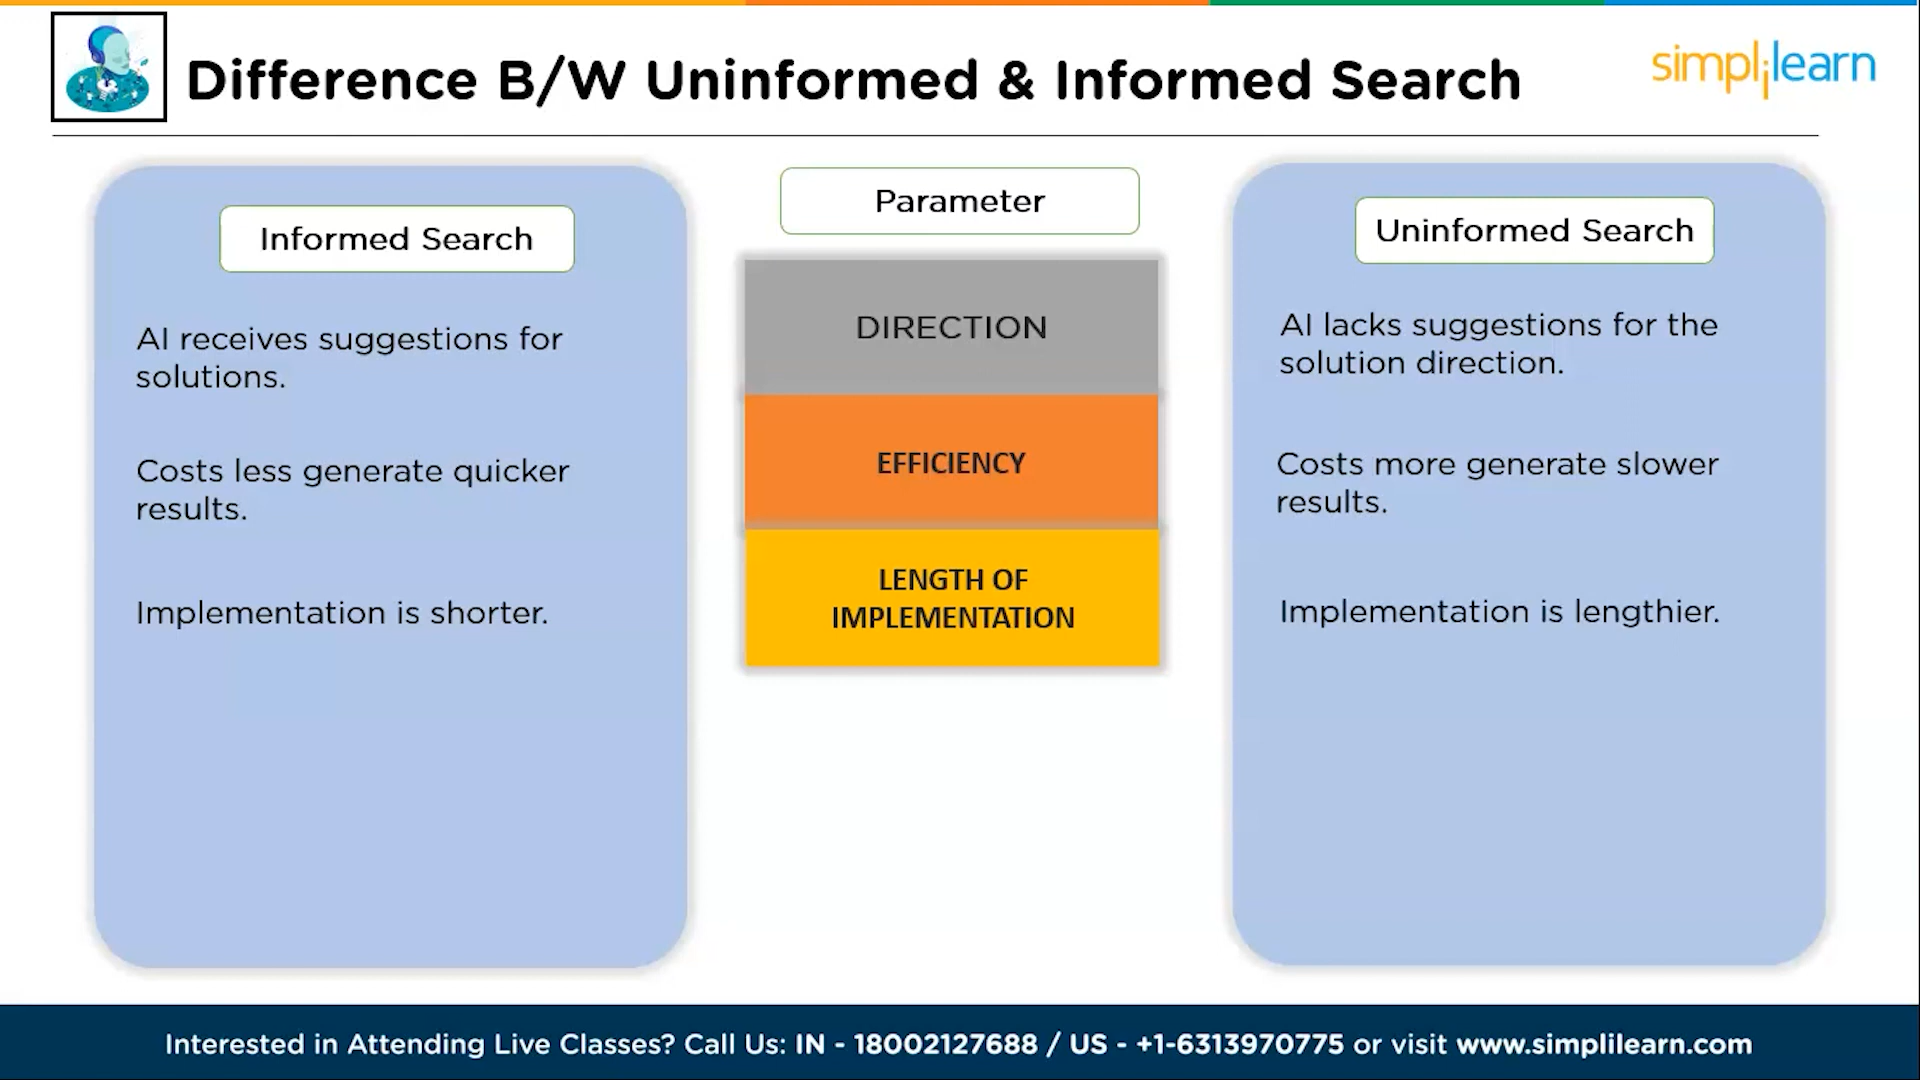 Difference B/W Uninformed & Informed Search
simplilearn
Informed Search
AI receives suggestions for
solutions.
Costs less generate quicker
results.
Implementation is shorter.
Parameter
DIRECTION
EFFICIENCY
LENGTH OF
IMPLEMENTATION
Uninformed Search
AI lacks suggestions for the
solution direction.
Costs more generate slower
results.
Implementation is lengthier.
Interested in Attending Live Classes? Call Us: IN - 18002127688 / US - +1-6313970775 or visit www.simplilearn.com